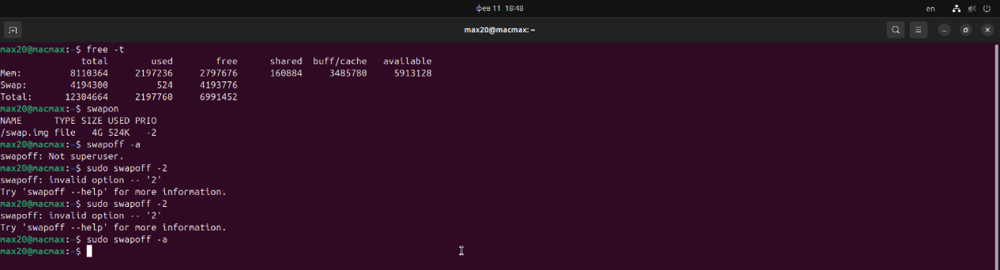 фев 11 18:48
en
max20@macmax: ~
max20@macmax:~$ free -t
total used free shared buff/cache available
Mem: 8110364 2197236 2797676 160884 3485780 5913128
Swap: 4194300 524 4193776
Total: 12304664 2197760 6991452
max20@macmax:~$ swapon
NAME TYPE SIZE USED PRIO
/swap.img file 4G 524K -2
max20@macmax:~$ swapoff -a
swapoff: Not superuser.
max20@macmax:~$ sudo swapoff -2
swapoff: invalid option -- '2'
Try 'swapoff --help' for more information.
max20@macmax:~$ sudo swapoff -2
swapoff: invalid option -- '2'
Try 'swapoff --help' for more information.
max20@macmax:~$ sudo swapoff -a
max20@macmax:~$